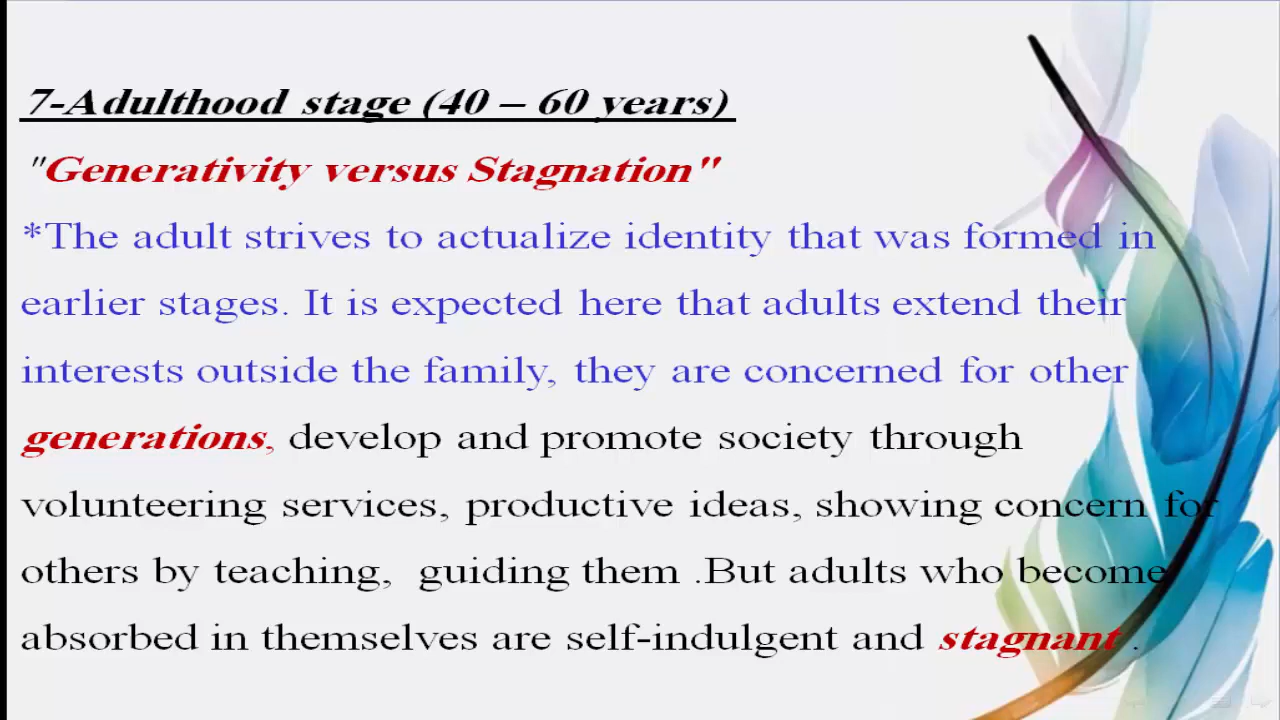 7-Adulthood stage (40 – 60 years)
"Generativity versus Stagnation"
*The adult strives to actualize identity that was formed in
earlier stages. It is expected here that adults extend their
interests outside the family, they are concerned for other
generations, develop and promote society through
volunteering services, productive ideas, showing concern for
others by teaching,  guiding them .But adults who become
absorbed in themselves are self-indulgent and stagnant .